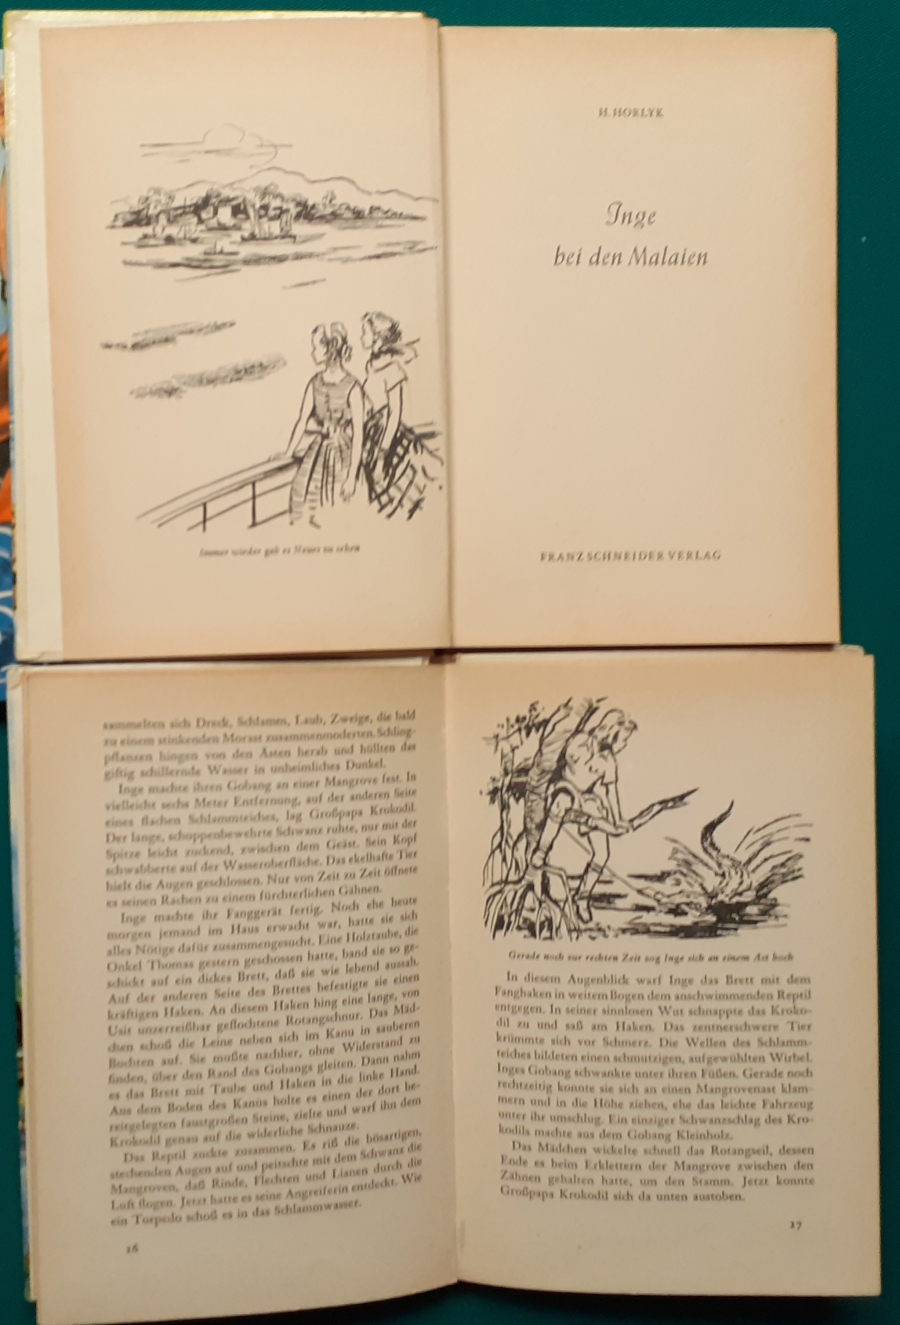 H. HORLYK
Inge
bei den Malaien
FRANZ SCHNEIDER VERLAG
Immer wieder gab es Neues zu sehen
sammelten sich Dreck, Schlamm, Laub, Zweige, die bald
zu einem stinkenden Morast zusammenmoderten. Schling-
pflanzen hingen von den Ästen herab und hüllten das
giftig schillernde Wasser in unheimliches Dunkel.
Inge machte ihren Gobang an einer Mangrove fest. In
vielleicht sechs Meter Entfernung, auf der anderen Seite
eines flachen Schlammteiches, lag Großpapa Krokodil.
Der lange, schuppenbewehrte Schwanz ruhte, nur mit der
Spitze leicht zuckend, zwischen dem Geäst. Sein Kopf
schwabberte auf der Wasseroberfläche. Das ekelhafte Tier
hielt die Augen geschlossen. Nur von Zeit zu Zeit öffnete
es seinen Rachen zu einem fürchterlichen Gähnen.
Inge machte ihr Fanggerät fertig. Noch ehe heute
morgen jemand im Haus erwacht war, hatte sie sich
alles Nötige dafür zusammengesucht. Eine Holztaube, die
Onkel Thomas gestern geschossen hatte, band sie so ge-
schickt auf ein dickes Brett, daß sie wie lebend aussah.
Auf der anderen Seite des Brettes befestigte sie einen
kräftigen Haken. An diesem Haken hing eine lange, von
Usit unzerreißbar geflochtene Rotangschnur. Das Mäd-
chen schoß die Leine neben sich im Kanu in sauberen
Buchten auf. Sie mußte nachher, ohne Widerstand zu
finden, über den Rand des Gobangs gleiten. Dann nahm
es das Brett mit Taube und Haken in die linke Hand.
Aus dem Boden des Kanus holte es einen der dort be-
reitgelegten faustgroßen Steine, zielte und warf ihn dem
Krokodil genau auf die widerliche Schnauze.
Das Reptil zuckte zusammen. Es riß die bösartigen,
stechenden Augen auf und peitschte mit dem Schwanz die
Mangroven, daß Rinde, Flechten und Lianen durch die
Luft flogen. Jetzt hatte es seine Angreiferin entdeckt. Wie
ein Torpedo schoß es in das Schlammwasser.
16
Gerade noch zur rechten Zeit zog Inge sich an einem Ast hoch
In diesem Augenblick warf Inge das Brett mit dem
Fanghaken in weitem Bogen dem anschwimmenden Reptil
entgegen. In seiner sinnlosen Wut schnappte das Kroko-
dil zu und saß am Haken. Das zentnerschwere Tier
krümmte sich vor Schmerz. Die Wellen des Schlamm-
teiches bildeten einen schmutzigen, aufgewühlten Wirbel.
Inges Gobang schwankte unter ihren Füßen. Gerade noch
rechtzeitig konnte sie sich an einen Mangrovenast klam-
mern und in die Höhe ziehen, ehe das leichte Fahrzeug
unter ihr umschlug. Ein einziger Schwanzschlag des Kro-
kodils machte aus dem Gobang Kleinholz.
Das Mädchen wickelte schnell das Rotangseil, dessen
Ende es beim Erklettern der Mangrove zwischen den
Zähnen gehalten hatte, um den Stamm. Jetzt konnte
Großpapa Krokodil sich da unten austoben.
17